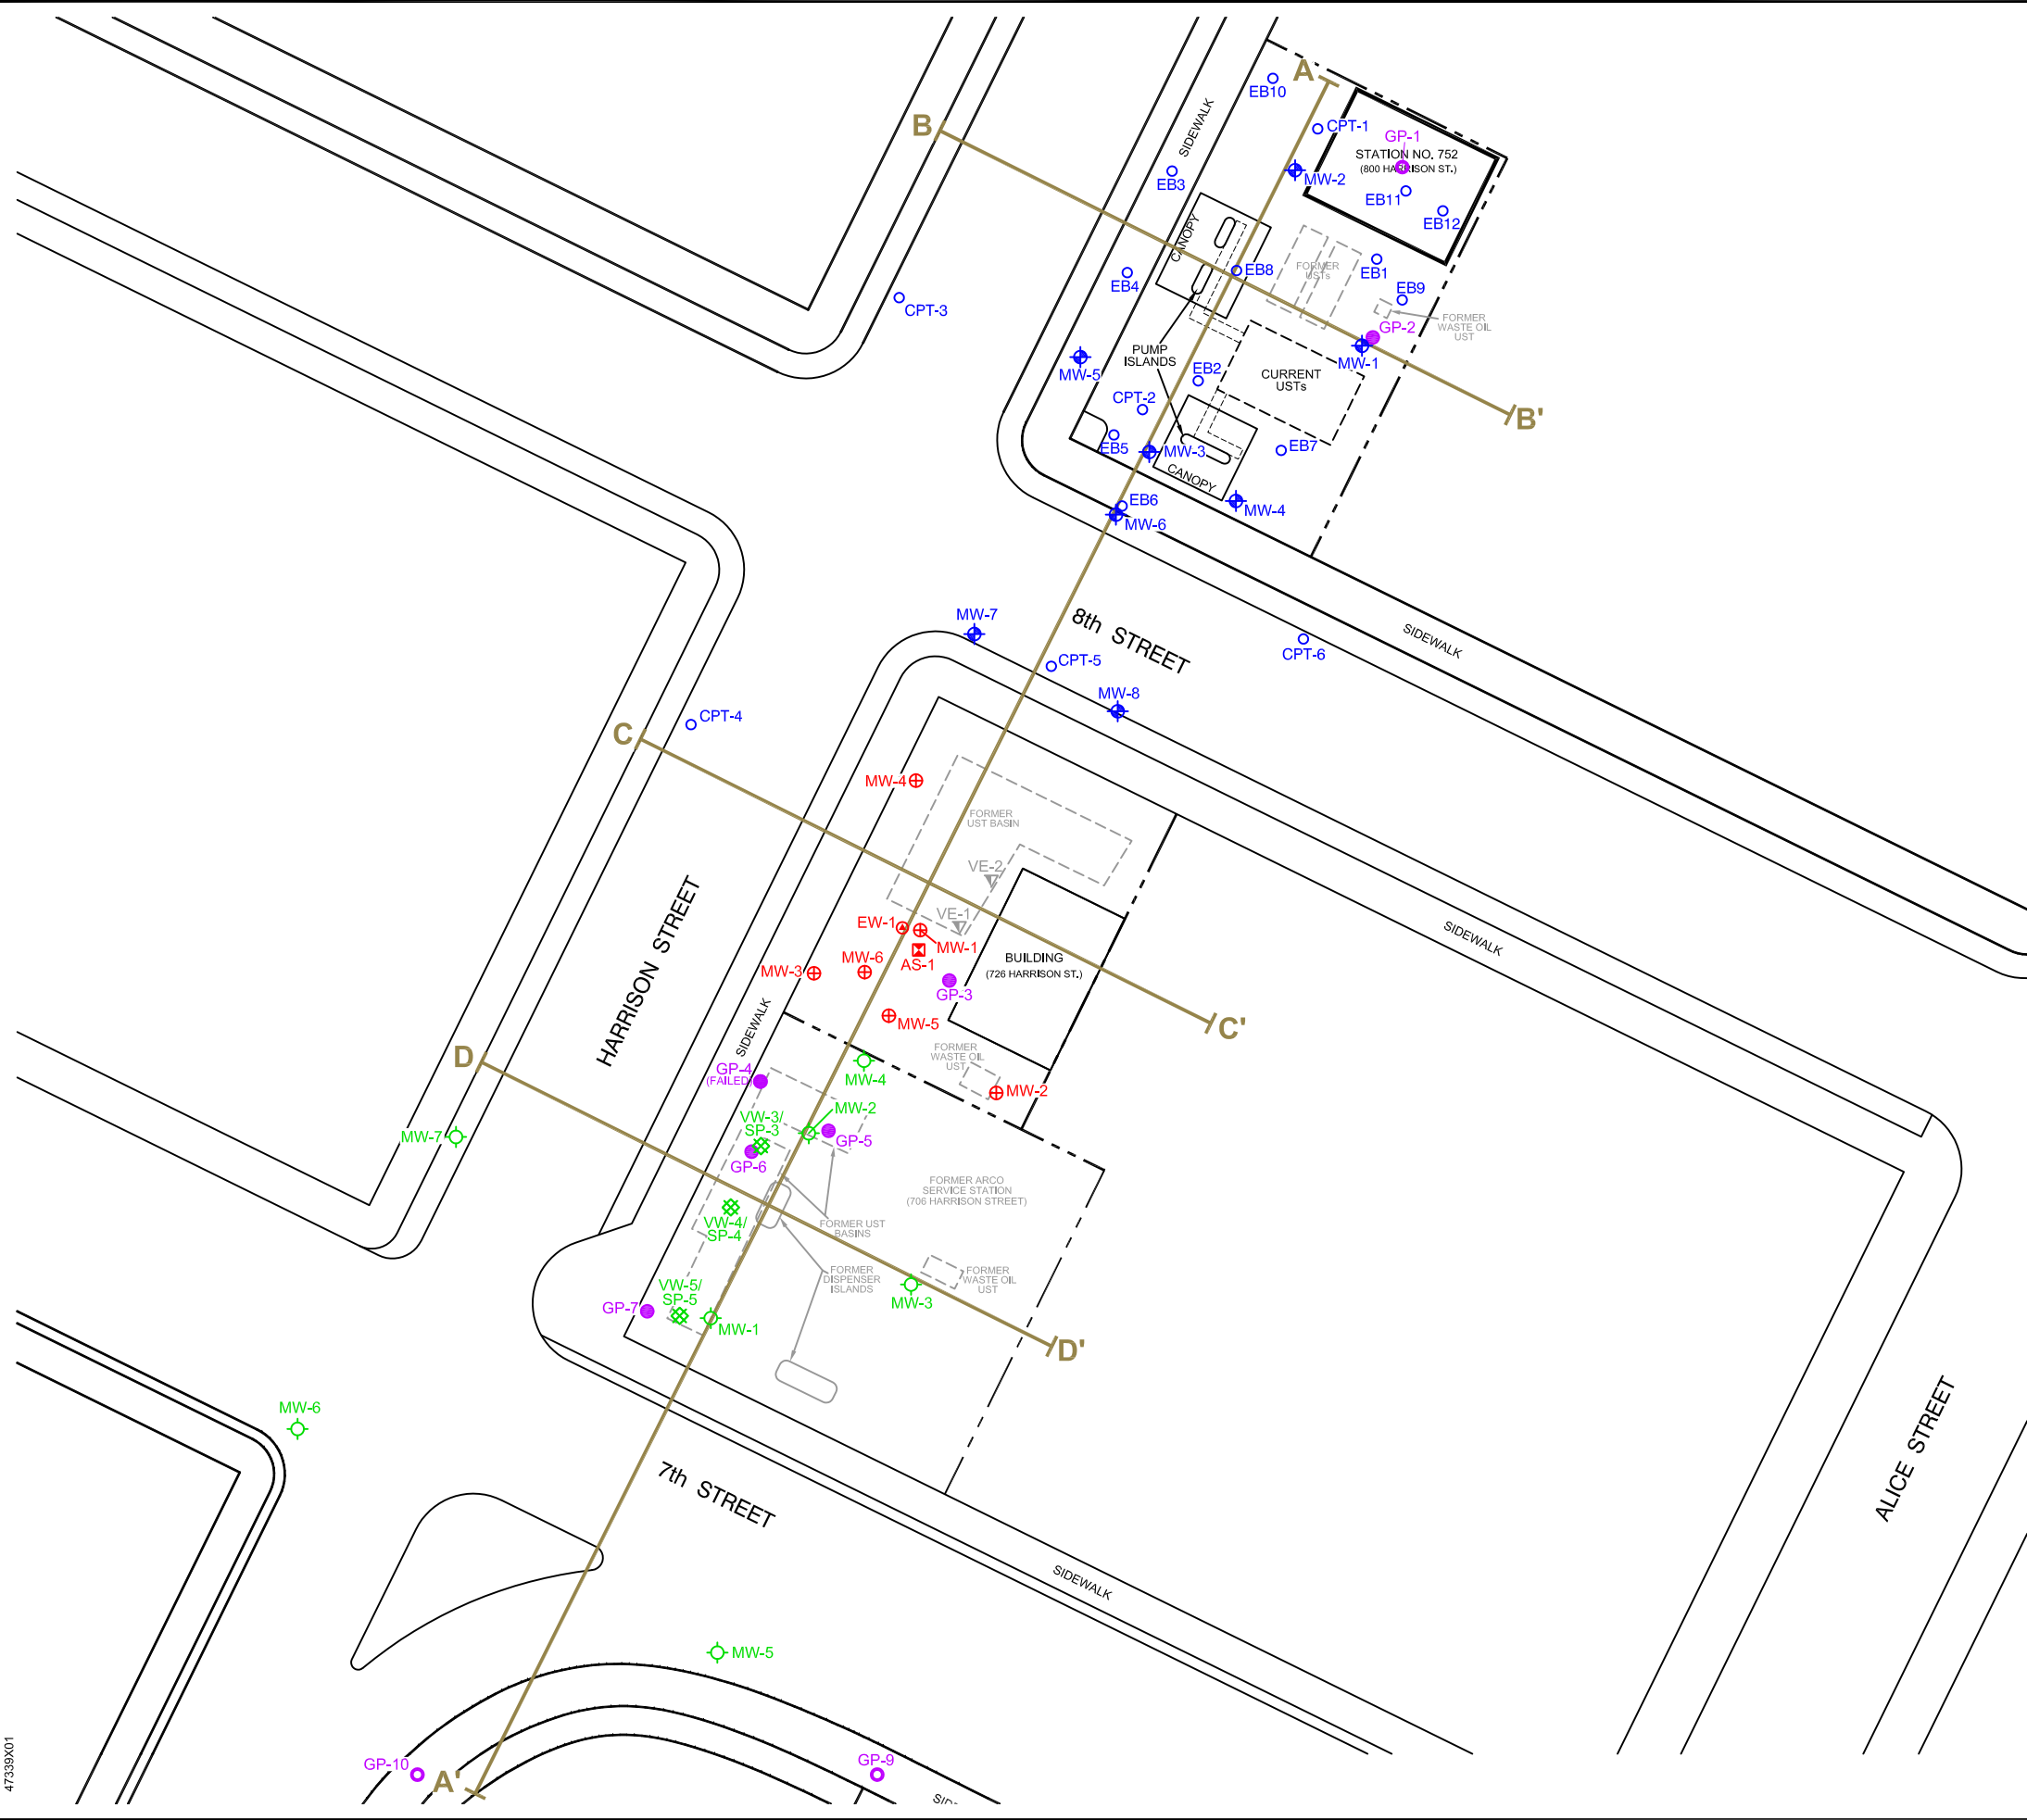 A
EB10
SIDEWALK
CPT-1
B
GP-1
STATION NO. 752
(800 HARRISON ST.)
EB3
MW-2
EB11
EB12
CANOPY
EB4
EB8
FORMER
USTs
EB1
EB9
CPT-3
FORMER
WASTE OIL
UST
GP-2
PUMP
ISLANDS
MW-1
MW-5
EB2
CURRENT
USTs
CPT-2
B'
EB5
MW-3
EB7
CANOPY
EB6
MW-6
MW-4
MW-7
8th STREET
SIDEWALK
CPT-5
CPT-6
MW-8
CPT-4
C
MW-4
FORMER
UST BASIN
VE-2
HARRISON STREET
EW-1
VE-1
MW-1
SIDEWALK
AS-1
MW-6
BUILDING
(726 HARRISON ST.)
MW-3
GP-3
SIDEWALK
MW-5
C'
D
FORMER
WASTE OIL
UST
GP-4
(FAILED)
MW-4
MW-2
MW-2
VW-3/
SP-3
MW-7
GP-5
GP-6
FORMER ARCO
SERVICE STATION
(706 HARRISON STREET)
VW-4/
SP-4
FORMER UST
BASINS
FORMER
DISPENSER
ISLANDS
FORMER
WASTE OIL
UST
VW-5/
SP-5
GP-7
MW-3
MW-1
D'
MW-6
ALICE STREET
7th STREET
SIDEWALK
MW-5
GP-10
GP-9
A'
47339X01